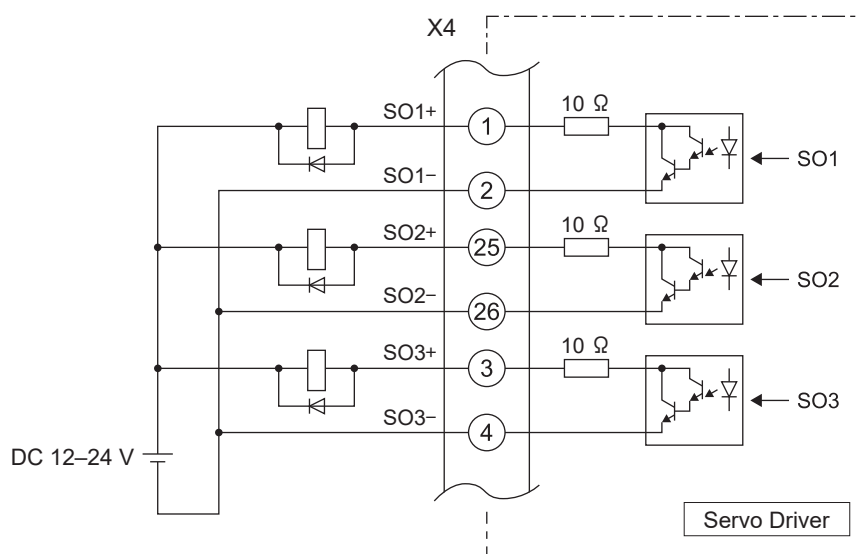 X4
SO1+
1
10 Ω
SO1
SO1−
2
SO2+
25
10 Ω
SO2
SO2−
26
SO3+
3
10 Ω
SO3
SO3−
4
DC 12–24 V
Servo Driver